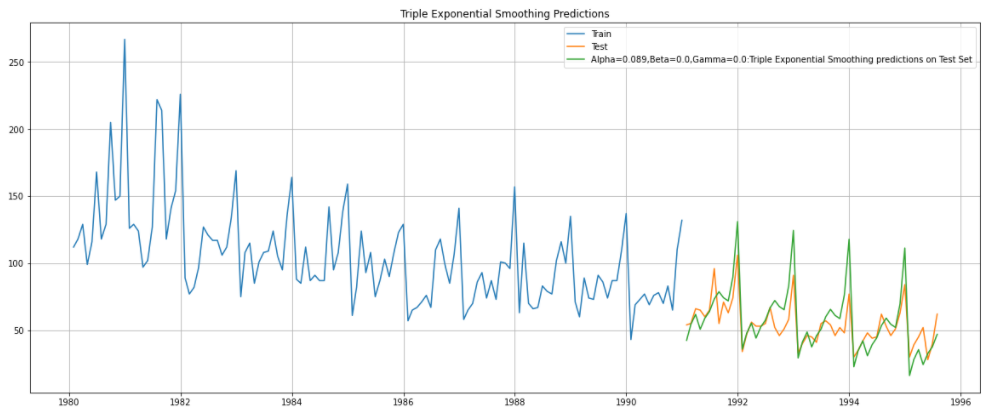 Triple Exponential Smoothing Predictions
Train
Test
Alpha=0.089,Beta=0.0,Gamma=0.0:Triple Exponential Smoothing predictions on Test Set
250
200
150
100
50
1980 1982 1984 1986 1988 1990 1992 1994 1996